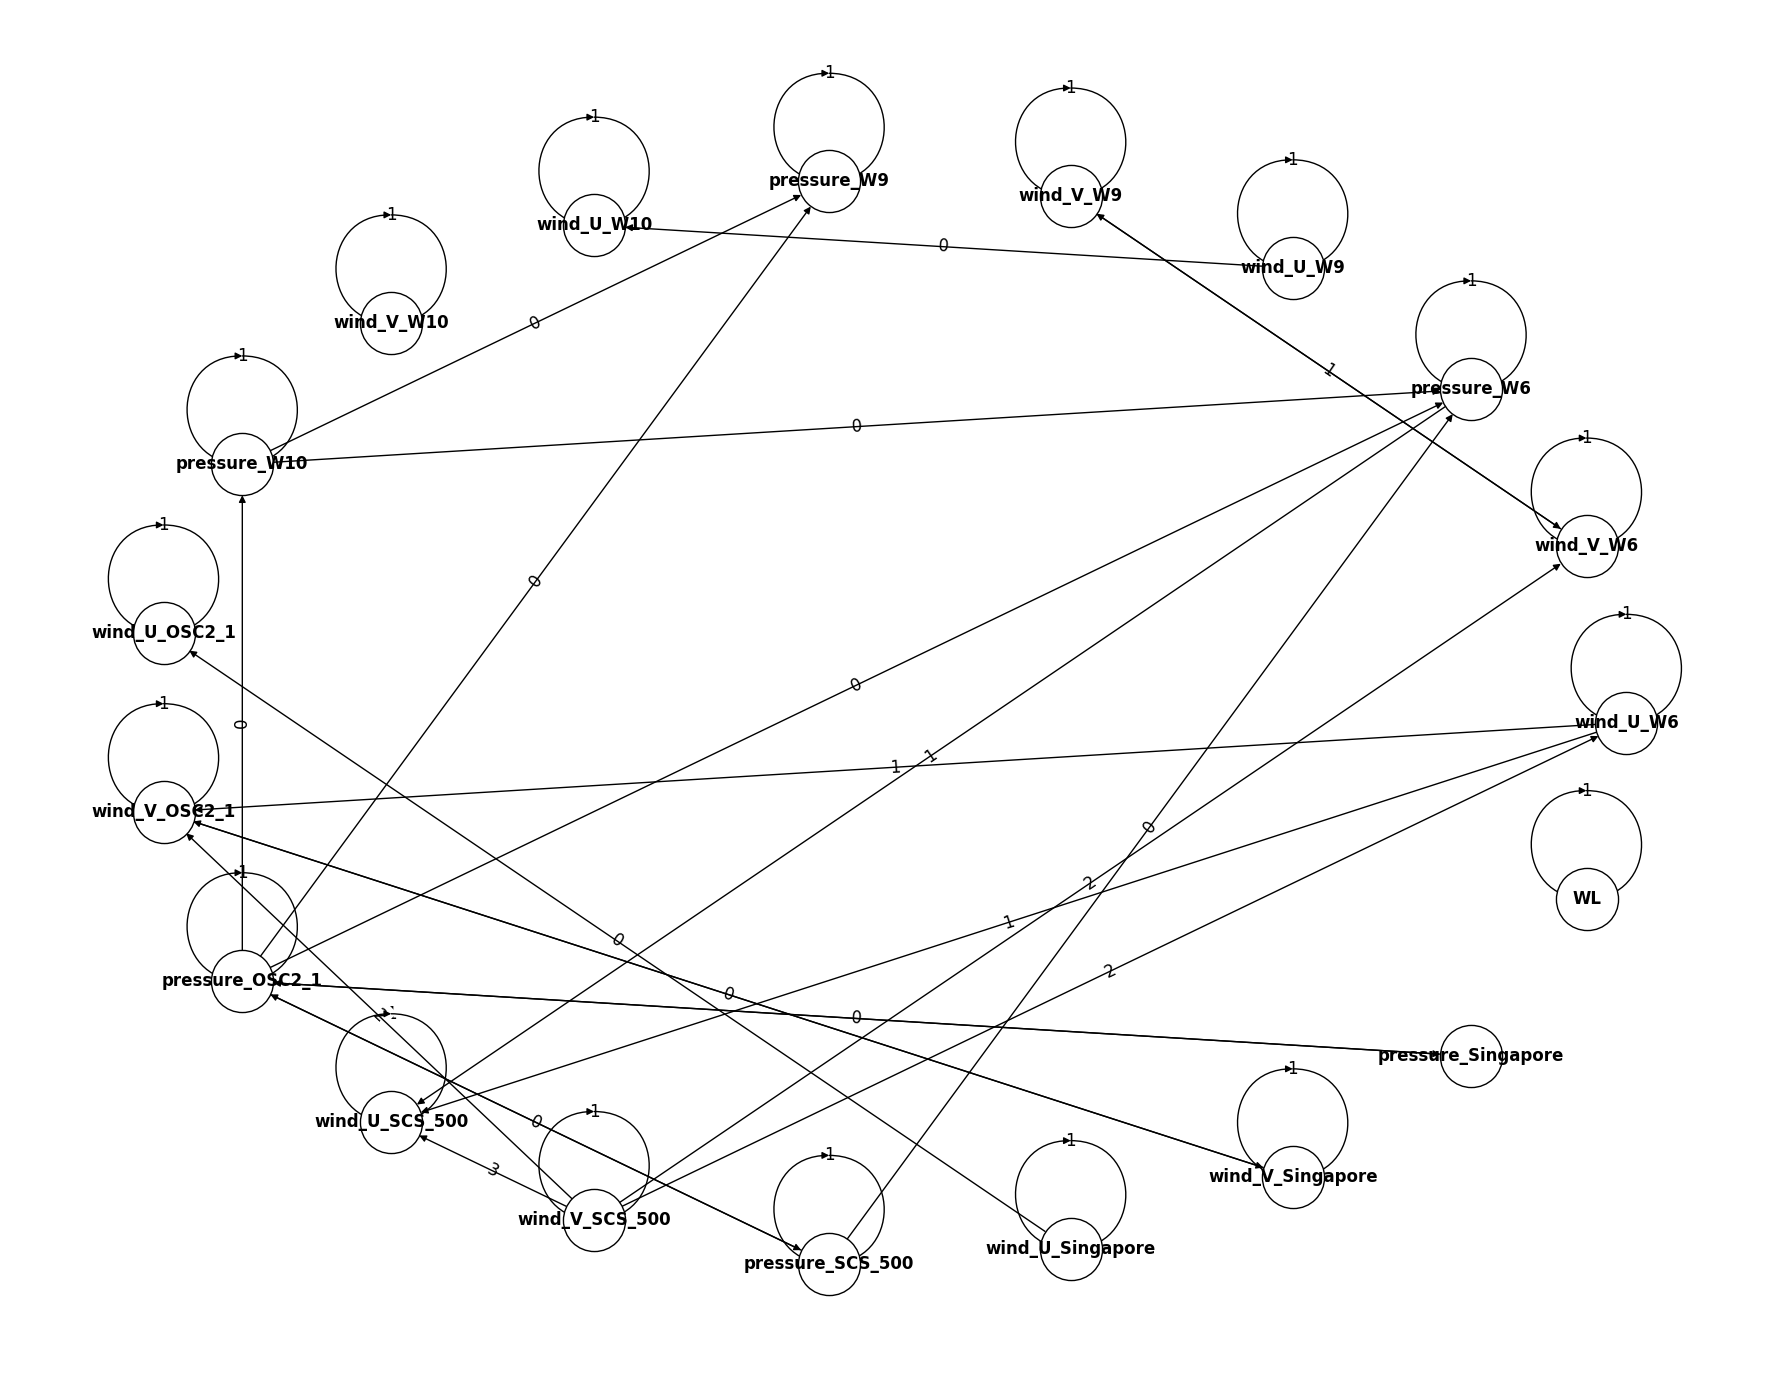 1
1
1
1
pressure_W9
wind_V_W9
1
wind_U_W10
1
wind_U_W9
0
1
wind_V_W10
0
1
pressure_W6
1
1
0
pressure_W10
1
wind_V_W6
1
0
wind_U_OSC2_1
1
0
1
wind_U_W6
0
1
1
wind_V_OSC2_1
1
0
1
2
WL
0
1
2
pressure_OSC2_1
0
0
pressure_Singapore
1
1
0
wind_U_SCS_500
1
1
3
wind_V_Singapore
wind_V_SCS_500
pressure_SCS_500
wind_U_Singapore